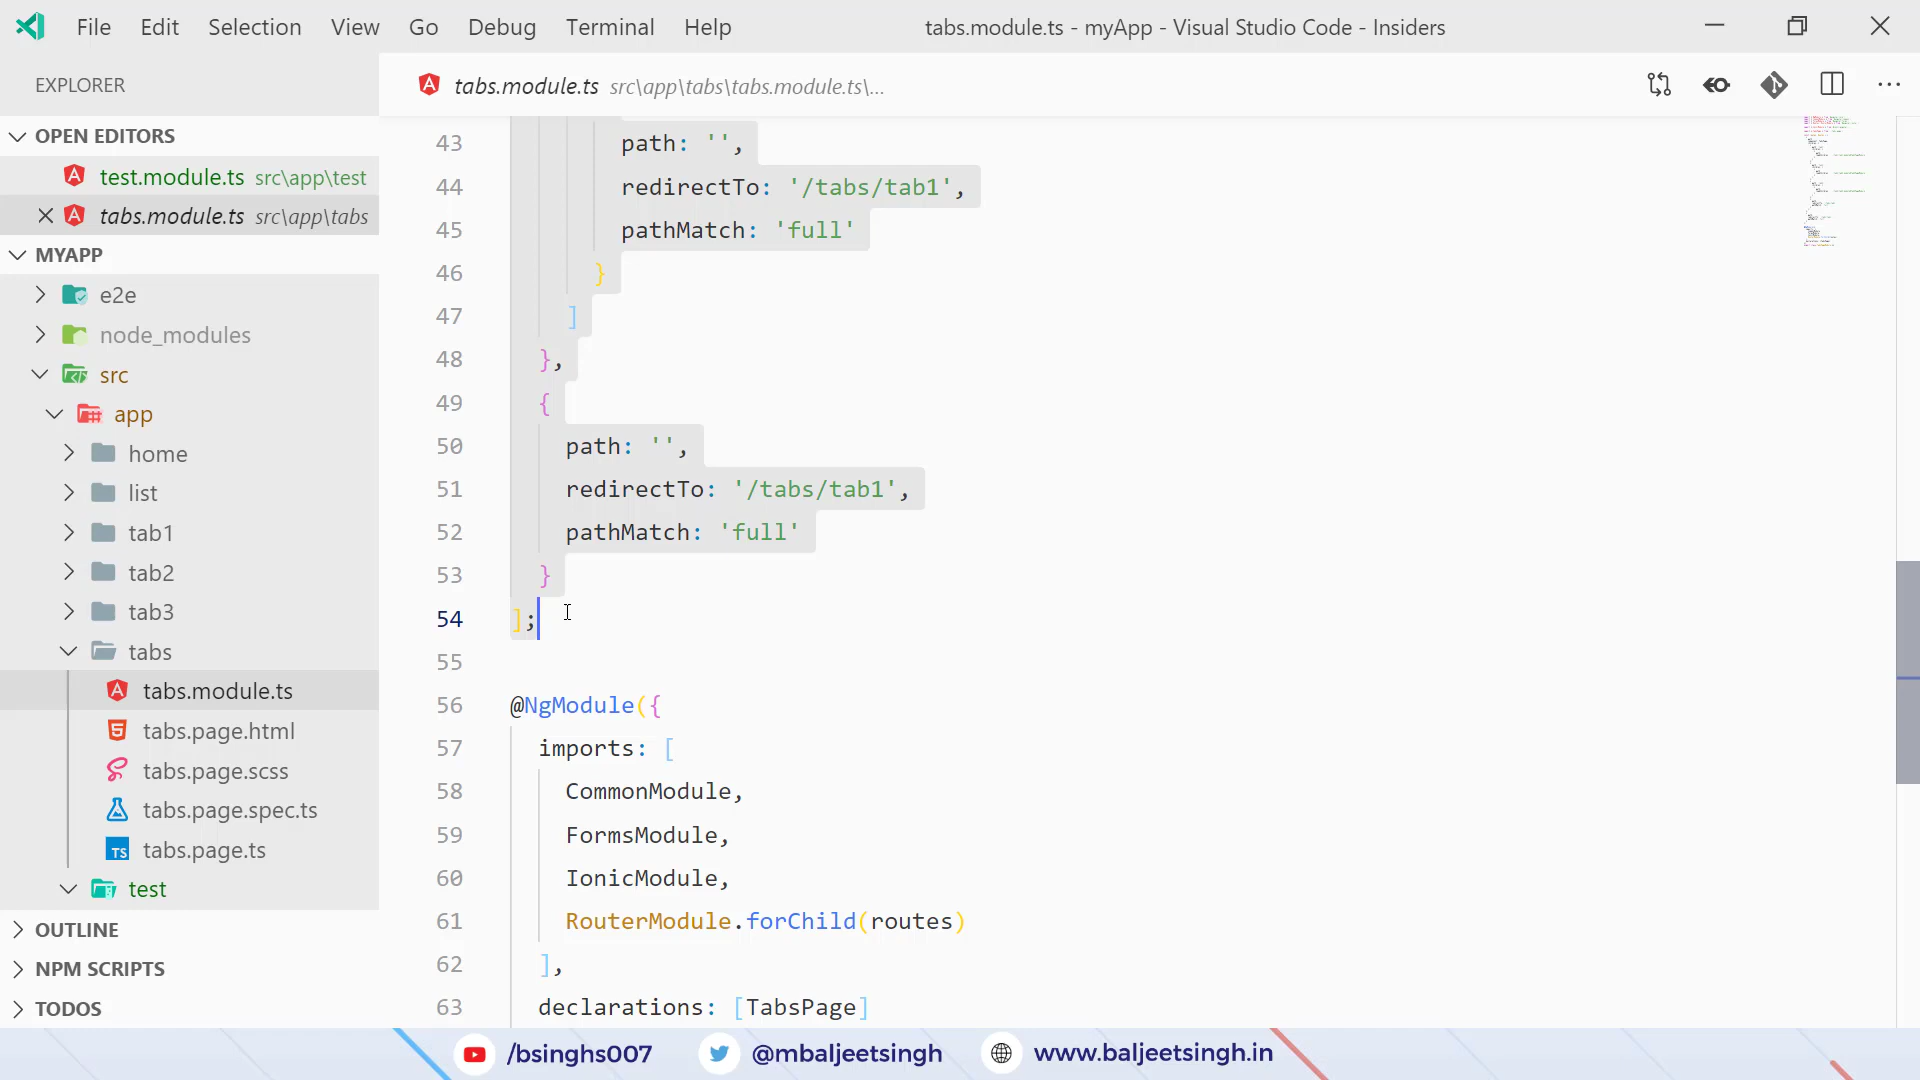 File Edit Selection View Go Debug Terminal Help tabs.module.ts - myApp - Visual Studio Code - Insiders
EXPLORER
tabs.module.ts src\app\tabs\tabs.module.ts\...
OPEN EDITORS
test.module.ts src\app\test
tabs.module.ts src\app\tabs
MYAPP
e2e
node_modules
src
app
home
list
tab1
tab2
tab3
tabs
tabs.module.ts
tabs.page.html
tabs.page.scss
tabs.page.spec.ts
TS tabs.page.ts
test
OUTLINE
NPM SCRIPTS
TODOS
43 path: '',
44 redirectTo: '/tabs/tab1',
45 pathMatch: 'full'
46 }
47 ]
48 },
49 {
50 path: '',
51 redirectTo: '/tabs/tab1',
52 pathMatch: 'full'
53 }
54 ];
55
56 @NgModule({
57 imports: [
58 CommonModule,
59 FormsModule,
60 IonicModule,
61 RouterModule.forChild(routes)
62 ],
63 declarations: [TabsPage]
/bsinghs007 @mbaljeetsingh www.baljeetsingh.in